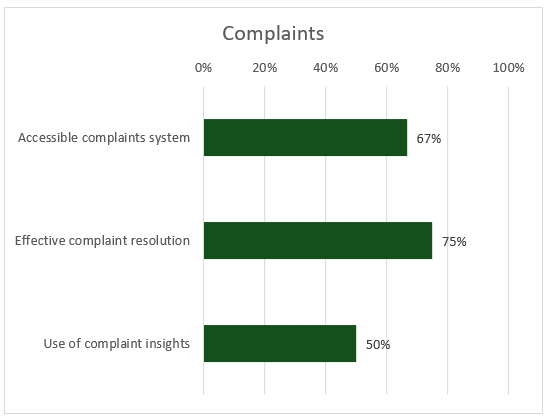 Complaints
0% 20% 40% 60% 80% 100%
Accessible complaints system 67%
Effective complaint resolution 75%
Use of complaint insights 50%